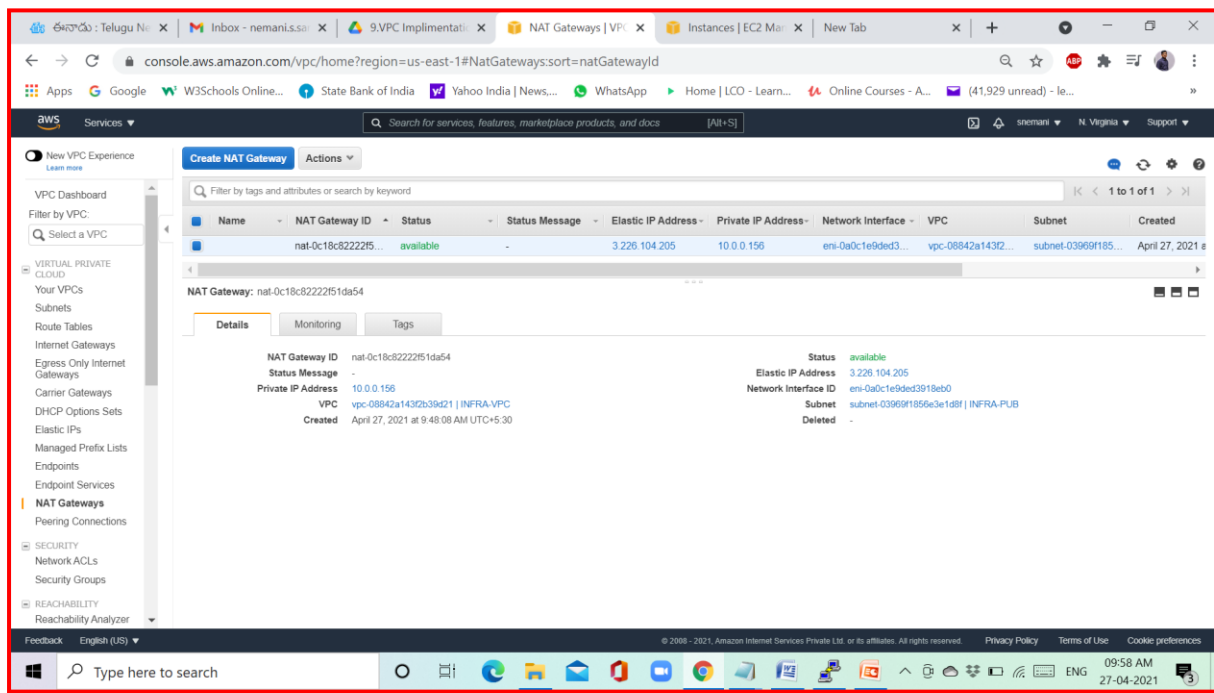 ఈనాడు : Telugu Ne
Inbox - nemani.s.sa
9.VPC Implimentati
NAT Gateways | VPC
Instances | EC2 Ma
New Tab
console.aws.amazon.com/vpc/home?region=us-east-1#NatGateways:sort=natGatewayId
ABP
Apps Google W3SchooIs Online... State Bank of India Yahoo India | News,... WhatsApp Home | LCO - Learn... Online Courses - A... (41,929 unread) - le... »
aws Services Search for services, features, marketplace products, and docs [Alt+S] snemani N. Virginia Support
New VPC Experience
Learn more
VPC Dashboard
Filter by VPC:
Select a VPC
VIRTUAL PRIVATE
CLOUD
Your VPCs
Subnets
Route Tables
Internet Gateways
Egress Only Internet
Gateways
Carrier Gateways
DHCP Options Sets
Elastic IPs
Managed Prefix Lists
Endpoints
Endpoint Services
NAT Gateways
Peering Connections
SECURITY
Network ACLs
Security Groups
REACHABILITY
Reachability Analyzer
Create NAT Gateway Actions
Filter by tags and attributes or search by keyword 1 to 1 of 1
Name NAT Gateway ID Status Status Message Elastic IP Address Private IP Address Network Interface VPC Subnet Created
nat-0c18c82222f5... available - 3.226.104.205 10.0.0.156 eni-0a0c1e9ded3... vpc-08842a143f2... subnet-03969f185... April 27, 2021 a
NAT Gateway: nat-0c18c82222f51da54
Details Monitoring Tags
NAT Gateway ID nat-0c18c82222f51da54 Status available
Status Message - Elastic IP Address 3.226.104.205
Private IP Address 10.0.0.156 Network Interface ID eni-0a0c1e9ded3918eb0
VPC vpc-08842a143f2b39d21 | INFRA-VPC Subnet subnet-03969f1856e3e1d8f | INFRA-PUB
Created April 27, 2021 at 9:48:08 AM UTC+5:30 Deleted -
Feedback English (US) © 2008 - 2021, Amazon Internet Services Private Ltd. or its affiliates. All rights reserved. Privacy Policy Terms of Use Cookie preferences
Type here to search ENG 09:58 AM
27-04-2021 3